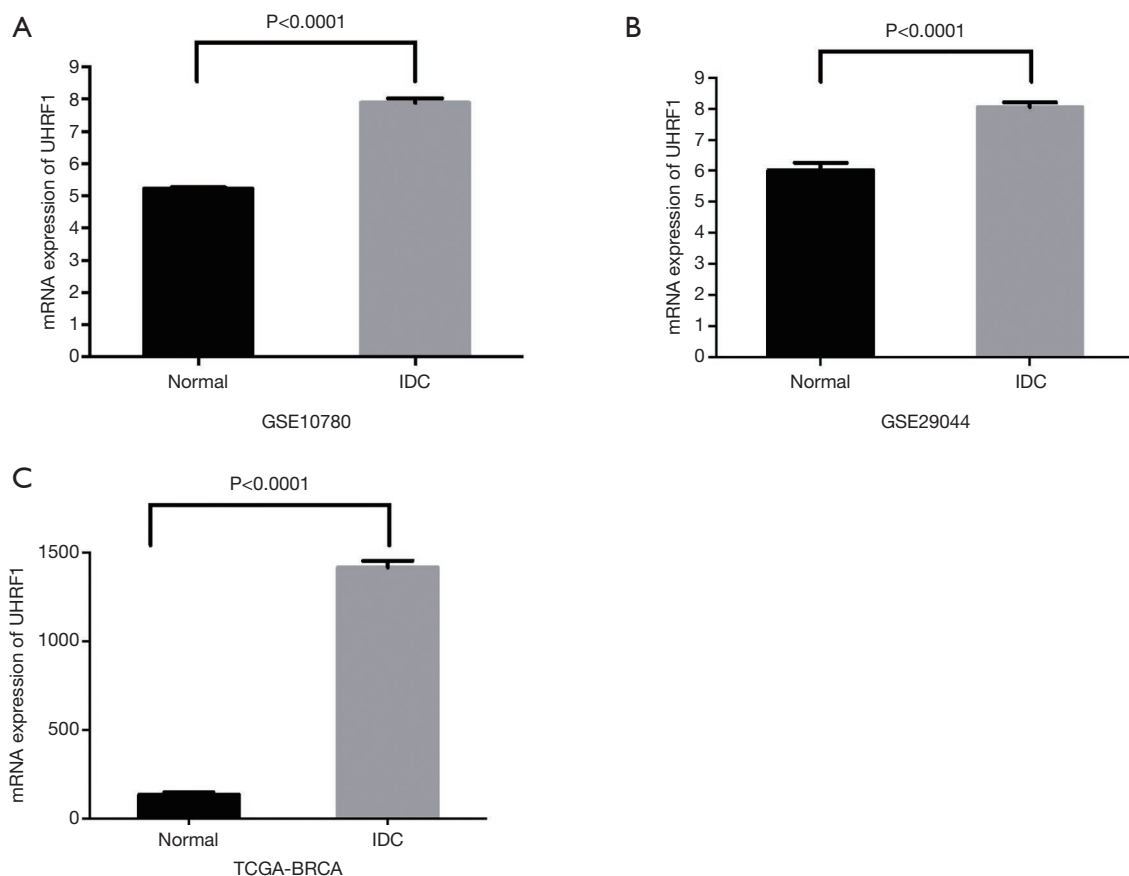 A
P<0.0001
mRNA expression of UHRF1
9
8
7
6
5
4
3
2
1
0
Normal IDC
GSE10780
B
P<0.0001
mRNA expression of UHRF1
9
8
7
6
5
4
3
2
1
0
Normal IDC
GSE29044
C
P<0.0001
mRNA expression of UHRF1
1500
1000
500
0
Normal IDC
TCGA-BRCA